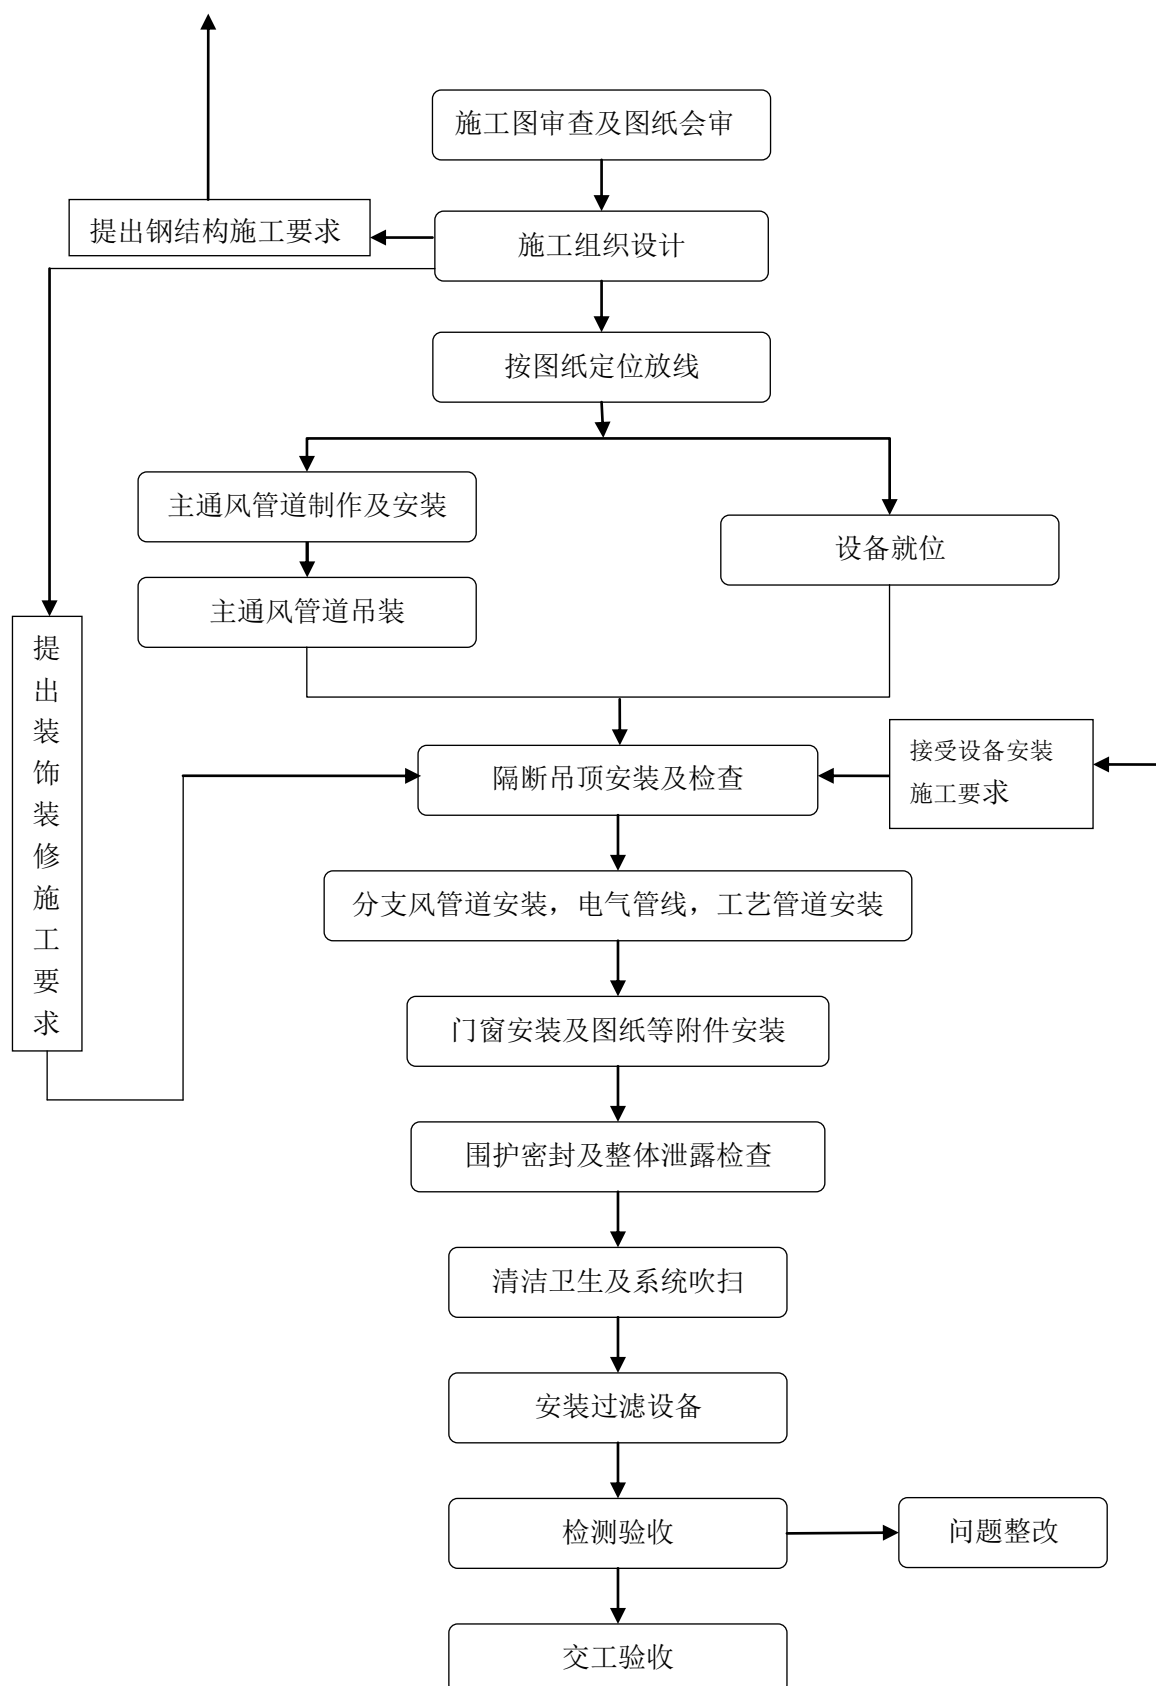 施工图审查及图纸会审
提出钢结构施工要求
施工组织设计
按图纸定位放线
主通风管道制作及安装
设备就位
主通风管道吊装
提出装饰装修施工要求
接受设备安装
施工要求
隔断吊顶安装及检查
分支风管道安装，电气管线，工艺管道安装
门窗安装及图纸等附件安装
围护密封及整体泄露检查
清洁卫生及系统吹扫
安装过滤设备
检测验收
问题整改
交工验收